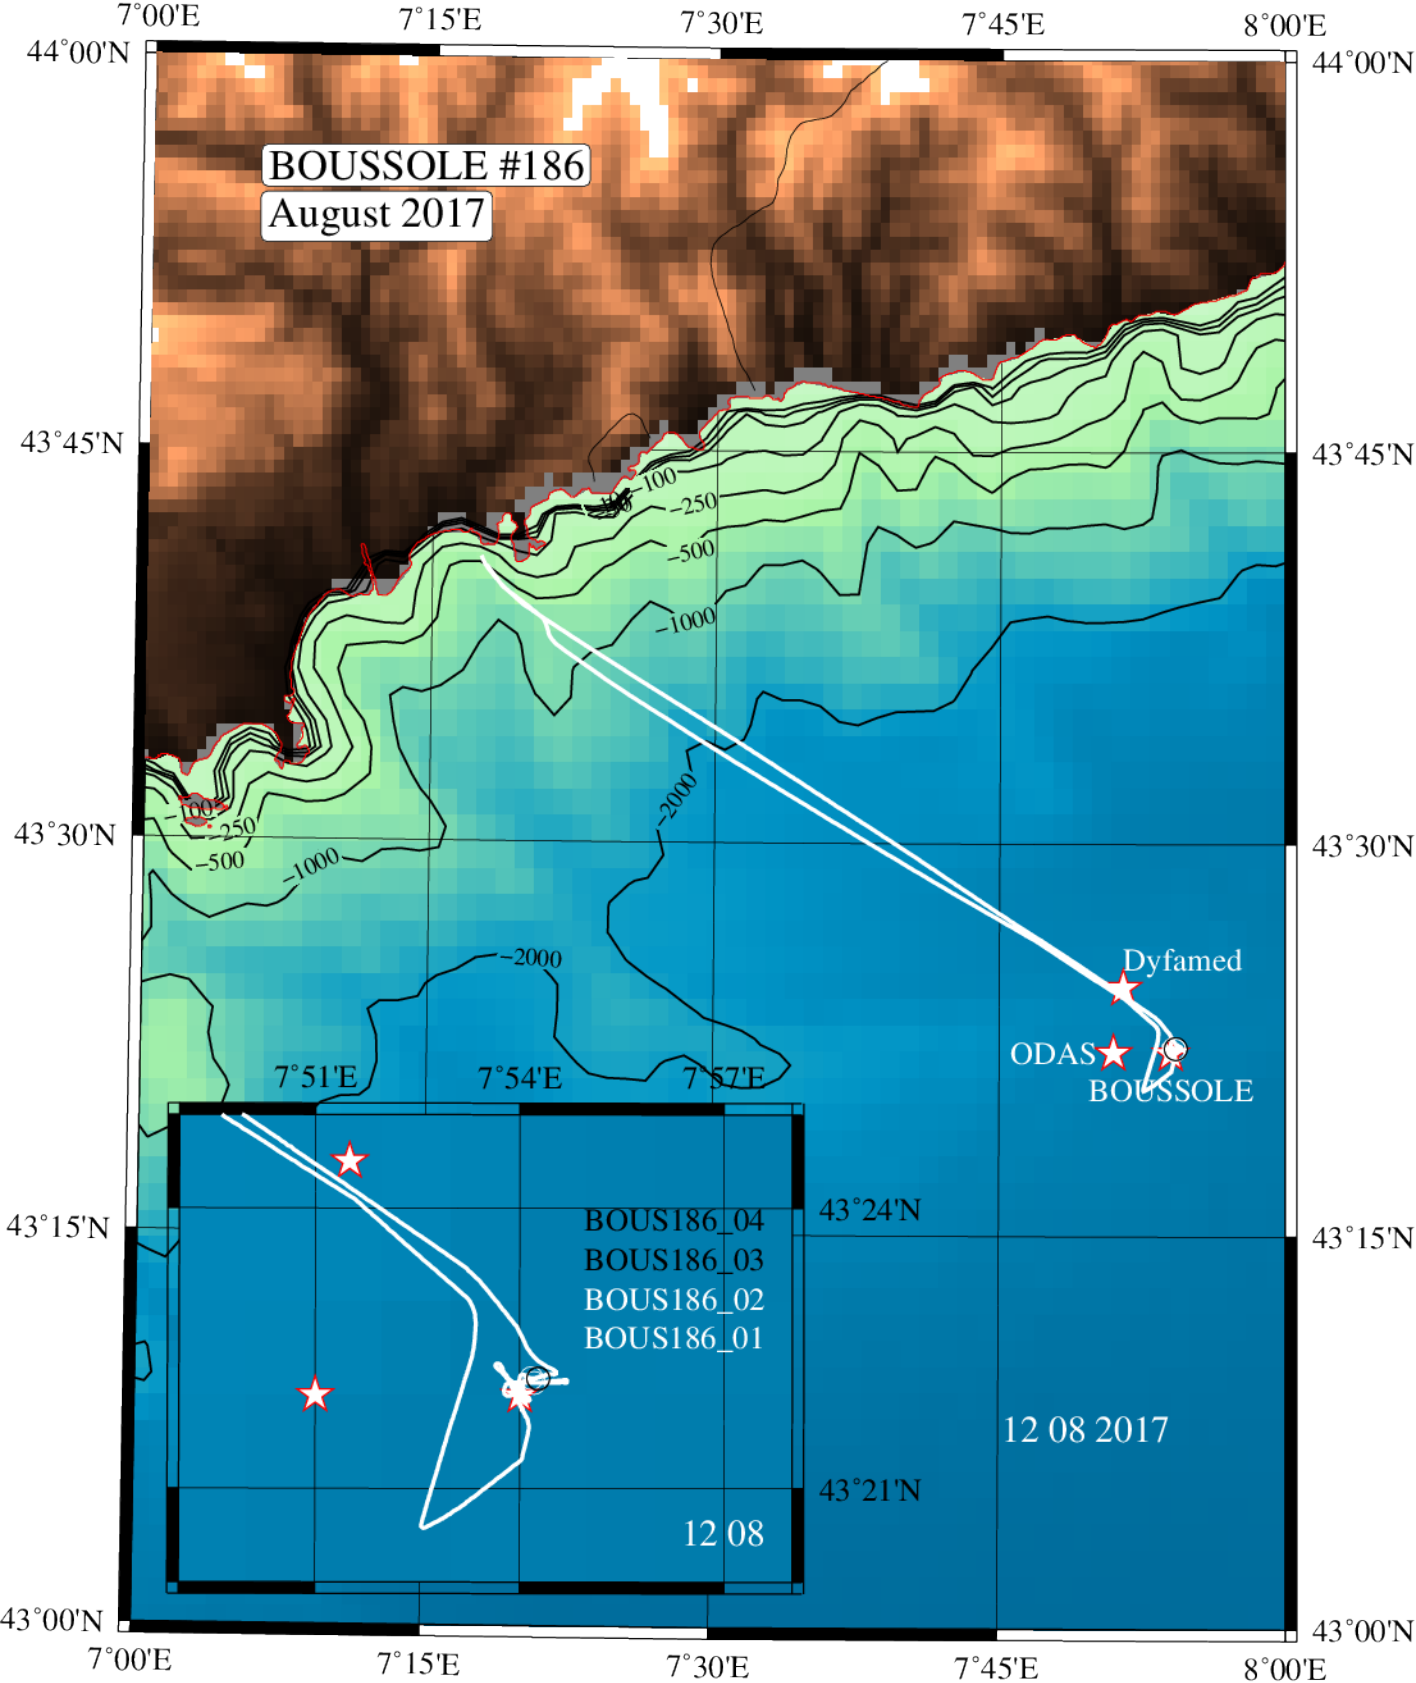 7°00'E 7°15'E 7°30'E 7°45'E 8°00'E
44°00'N 44°00'N
BOUSSOLE #186
August 2017
43°45'N 43°45'N
−100
−250
−500
−1000
−2000
−100
−250
−500
−1000
43°30'N 43°30'N
−2000
Dyfamed
ODAS
BOUSSOLE
7°51'E 7°54'E 7°57'E
43°24'N
BOUS186_04
BOUS186_03
BOUS186_02
BOUS186_01
43°15'N 43°15'N
12 08 2017
43°21'N
12 08
43°00'N 43°00'N
7°00'E 7°15'E 7°30'E 7°45'E 8°00'E